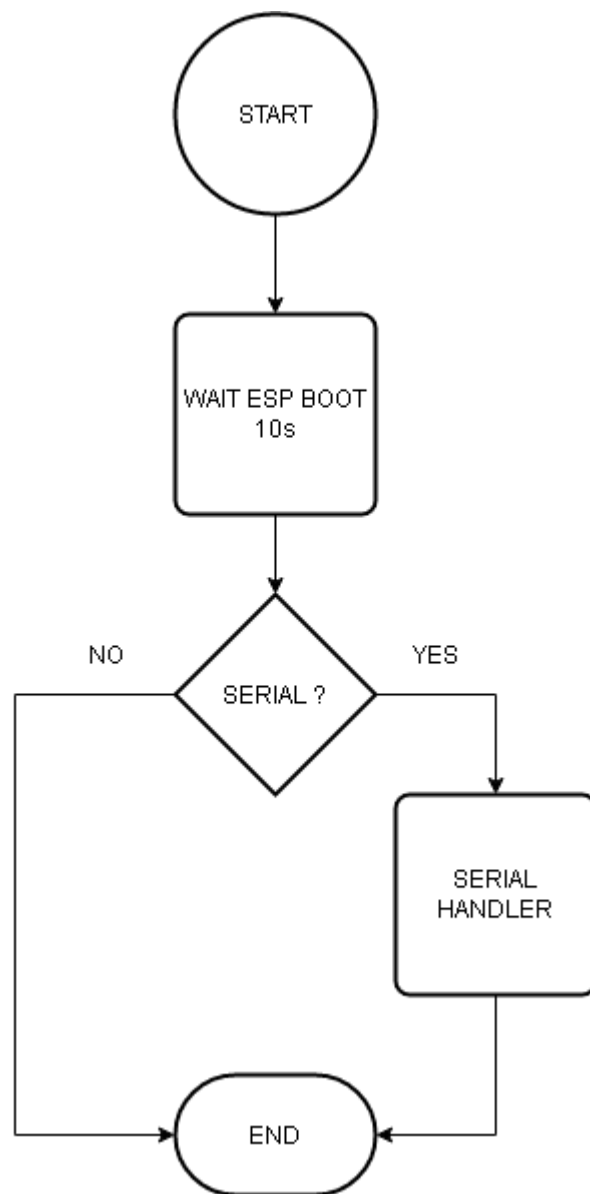 START
WAIT ESP BOOT
10s
NO
YES
SERIAL ?
SERIAL
HANDLER
END